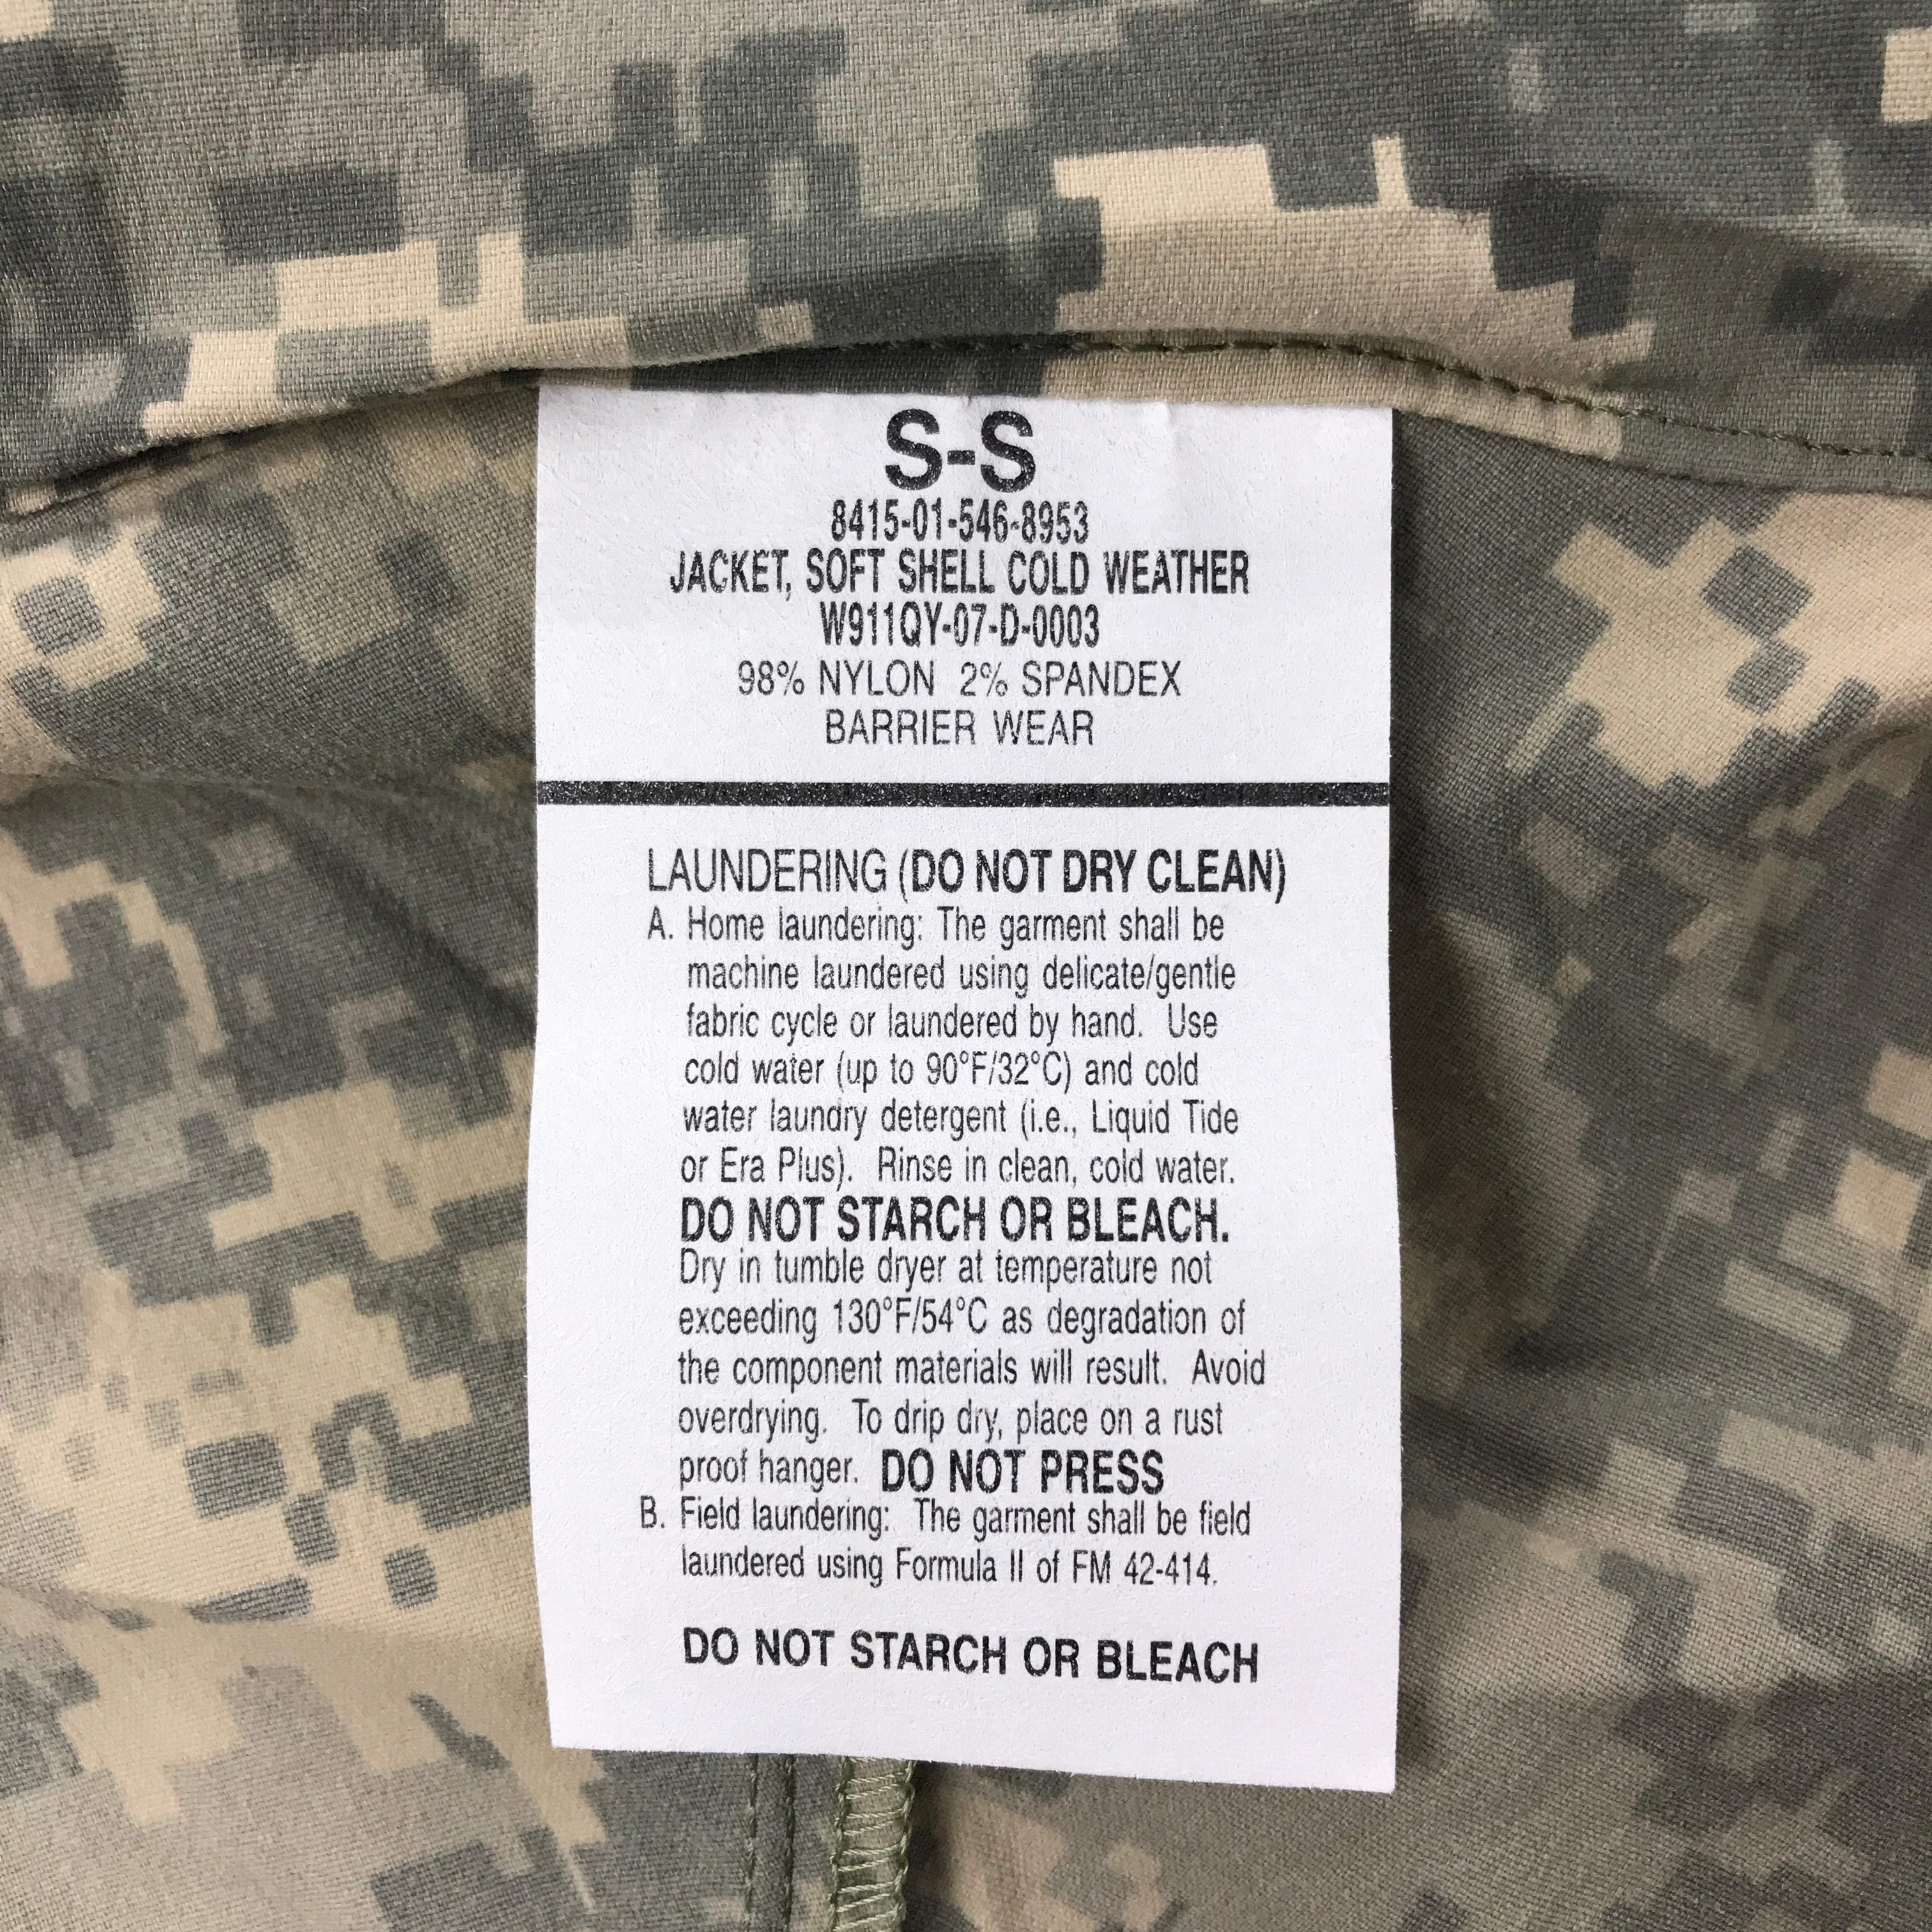 S-S
8415-01-546-8953
JACKET, SOFT SHELL COLD WEATHER
W911QY-07-D-0003
98% NYLON 2% SPANDEX
BARRIER WEAR
LAUNDERING (DO NOT DRY CLEAN)
A. Home laundering: The garment shall be
machine laundered using delicate/gentle
fabric cycle or laundered by hand. Use
cold water (up to 90°F/32°C) and cold
water laundry detergent (i.e., Liquid Tide
or Era Plus). Rinse in clean, cold water.
DO NOT STARCH OR BLEACH.
Dry in tumble dryer at temperature not
exceeding 130°F/54°C as degradation of
the component materials will result. Avoid
overdrying. To drip dry, place on a rust
proof hanger. DO NOT PRESS
B. Field laundering: The garment shall be field
laundered using Formula II of FM 42-414.
DO NOT STARCH OR BLEACH